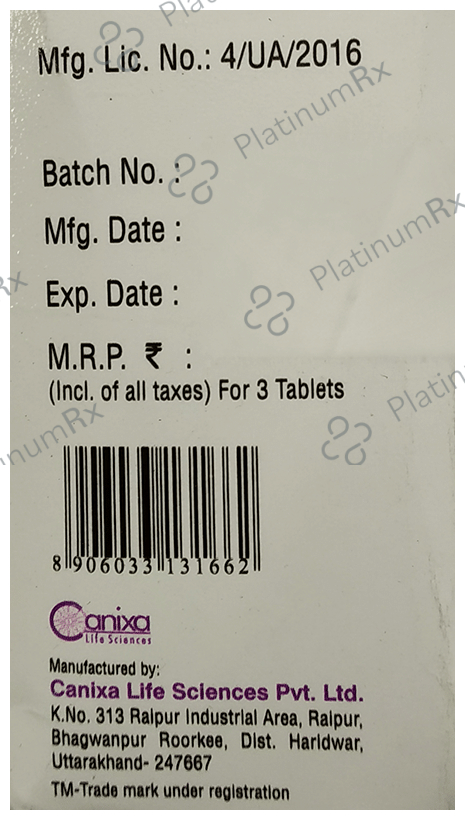 Mfg. Lic. No.: 4/UA/2016
Batch No. :
Mfg. Date :
Exp. Date :
M.R.P. ₹ :
(Incl. of all taxes) For 3 Tablets
8 906033 131662
Canixa
Life Sciences
Manufactured by:
Canixa Life Sciences Pvt. Ltd.
K.No. 313 Raipur Industrial Area, Raipur,
Bhagwanpur Roorkee, Dist. Haridwar,
Uttarakhand- 247667
TM-Trade mark under registration
PlatinumRx
PlatinumRx